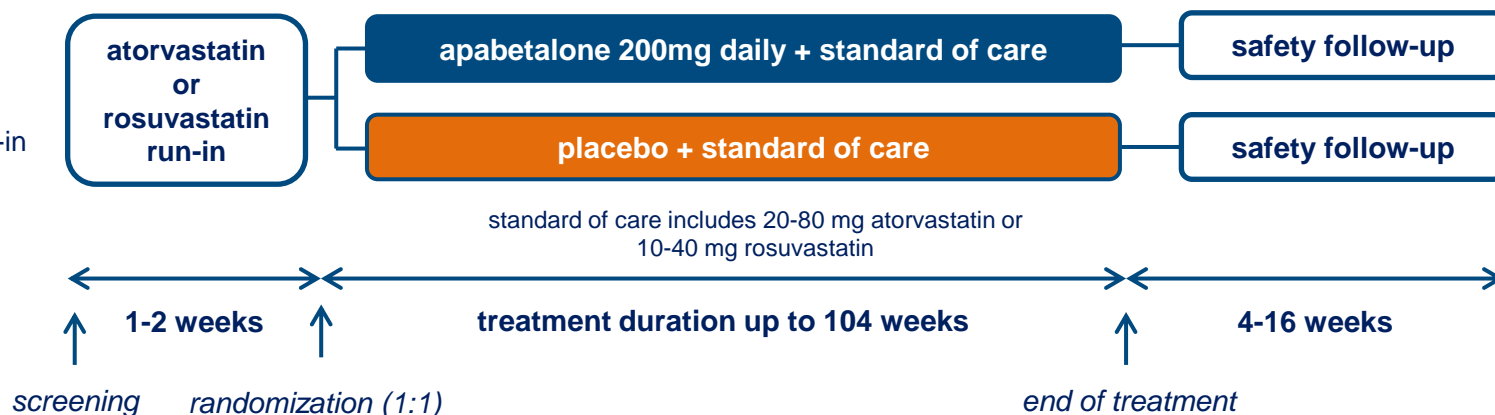 atorvastatin
or
rosuvastatin
run-in
-in
apabetalone 200mg daily + standard of care
safety follow-up
placebo + standard of care
safety follow-up
standard of care includes 20-80 mg atorvastatin or
10-40 mg rosuvastatin
1-2 weeks
treatment duration up to 104 weeks
4-16 weeks
screening
randomization (1:1)
end of treatment